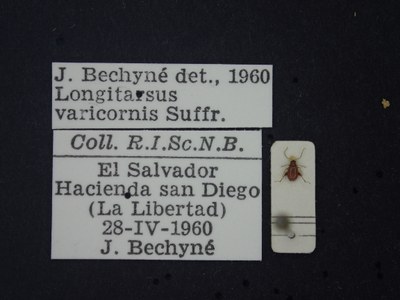 J. Bechyné det., 1960
Longitarsus
varicornis Suffr.
Coll. R.I.Sc.N.B.
El Salvador
Hacienda san Diego
(La Libertad)
28-IV-1960
J. Bechyné